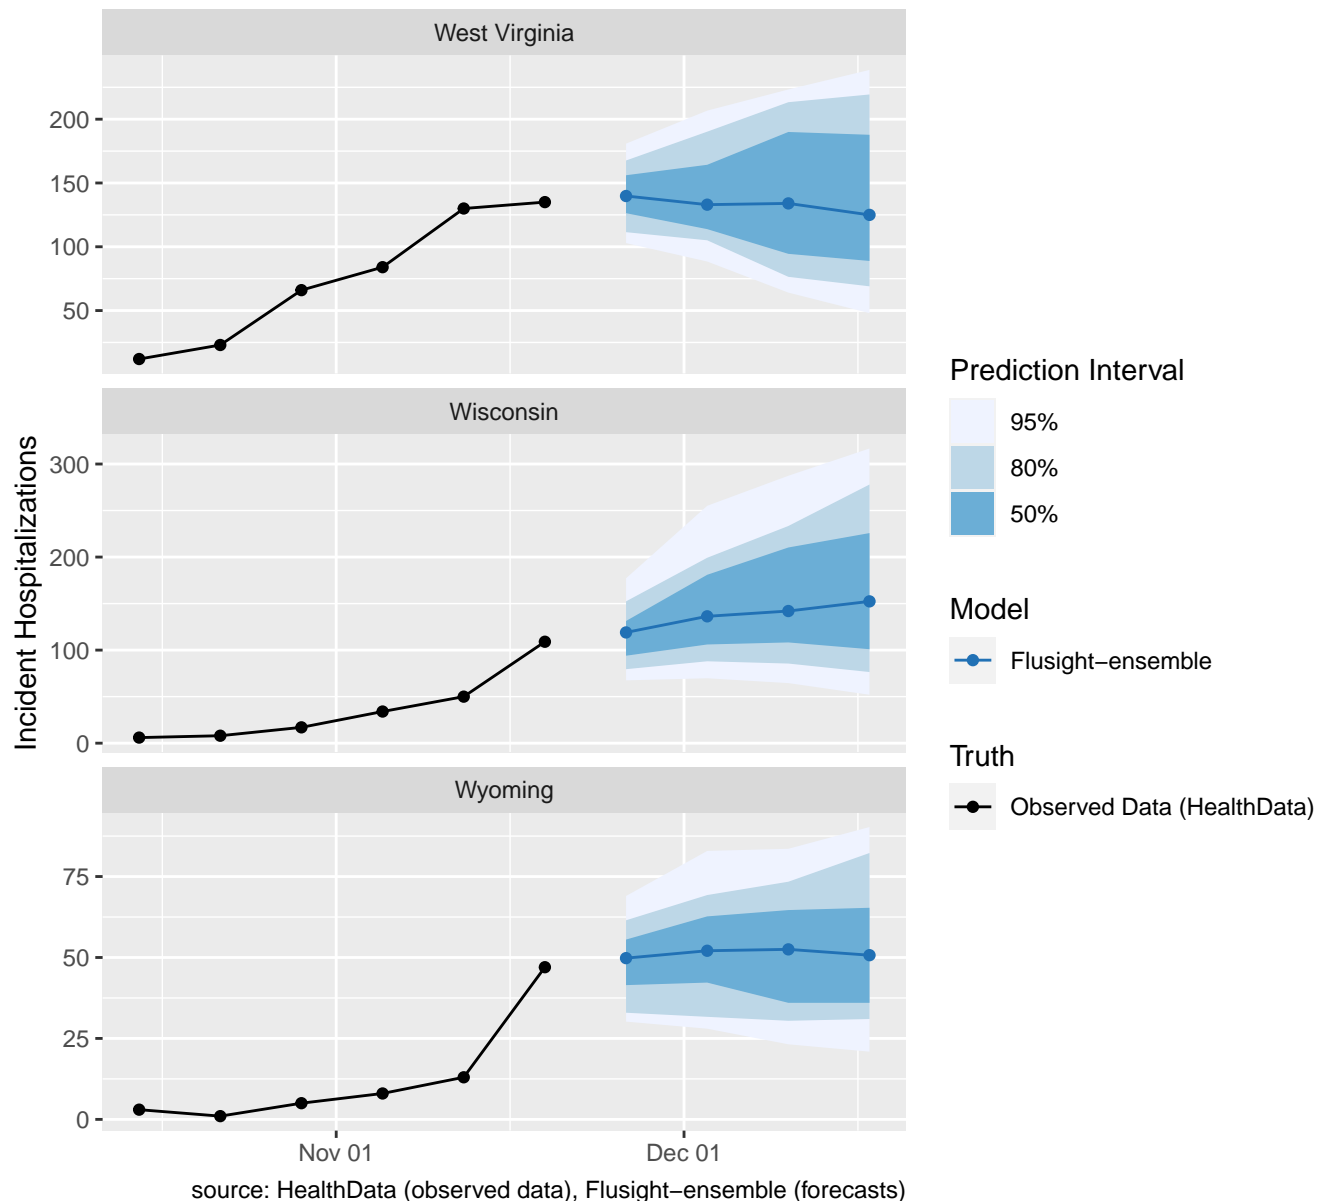 West Virginia
200
150
100
50
Wisconsin
300
200
100
0
Wyoming
75
50
25
0
Nov 01
Dec 01
Incident Hospitalizations
source: HealthData (observed data), Flusight−ensemble (forecasts)
Prediction Interval
95%
80%
50%
Model
Flusight−ensemble
Truth
Observed Data (HealthData)